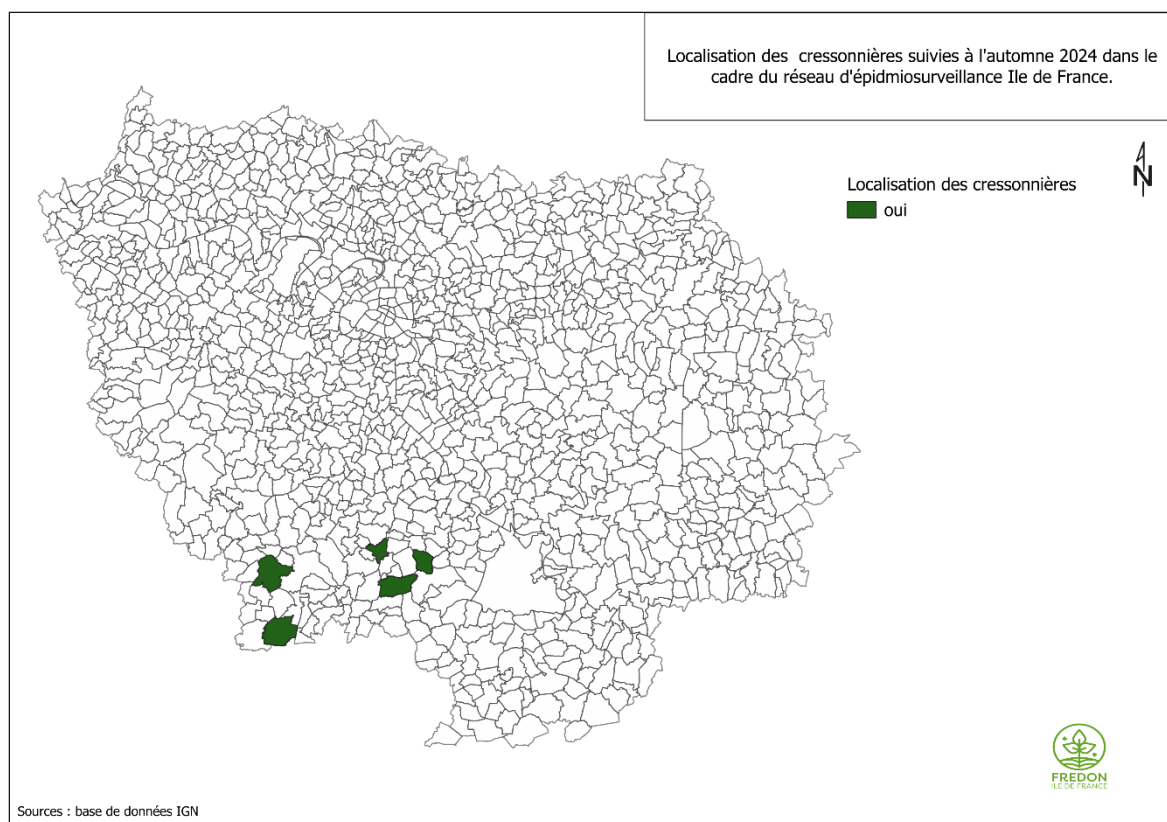 Localisation des  cressonnières suivies à l'automne 2024 dans le
cadre du réseau d'épidmiosurveillance Ile de France.
N
Localisation des cressonnières
oui
FREDON
ILE DE FRANCE
Sources : base de données IGN